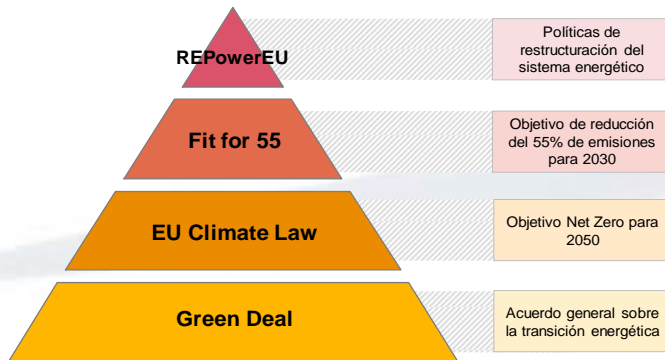 REPowerEU
Políticas de
restructuración del
sistema energético
Fit for 55
Objetivo de reducción
del 55% de emisiones
para 2030
EU Climate Law
Objetivo Net Zero para
2050
Green Deal
Acuerdo general sobre
la transición energética